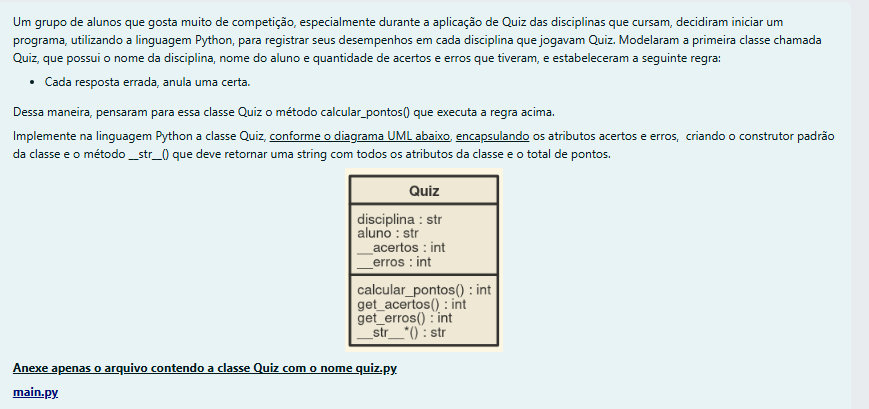 Um grupo de alunos que gosta muito de competição, especialmente durante a aplicação de Quiz das disciplinas que cursam, decidiram iniciar um
programa, utilizando a linguagem Python, para registrar seus desempenhos em cada disciplina que jogavam Quiz. Modelaram a primeira classe chamada
Quiz, que possui o nome da disciplina, nome do aluno e quantidade de acertos e erros que tiveram, e estabeleceram a seguinte regra:
• Cada resposta errada, anula uma certa.
Dessa maneira, pensaram para essa classe Quiz o método calcular_pontos() que executa a regra acima.
Implemente na linguagem Python a classe Quiz, conforme o diagrama UML abaixo, encapsulando os atributos acertos e erros, criando o construtor padrão
da classe e o método __str__() que deve retornar uma string com todos os atributos da classe e o total de pontos.
Quiz
disciplina : str
aluno : str
__acertos : int
__erros : int
calcular_pontos() : int
get_acertos() : int
get_erros() : int
__str__*() : str
Anexe apenas o arquivo contendo a classe Quiz com o nome quiz.py
main.py